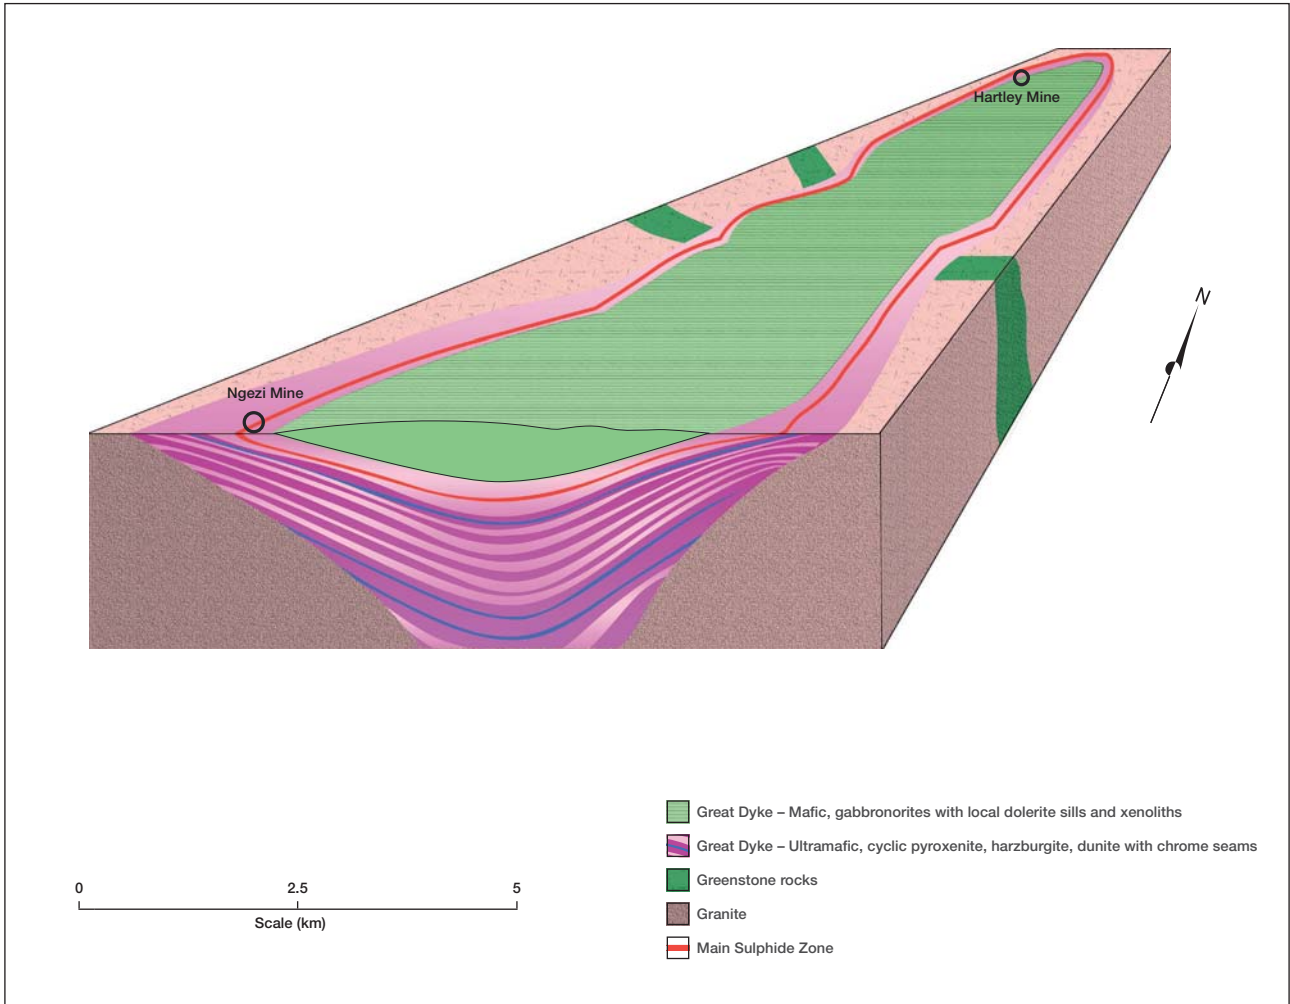 Hartley Mine
N
Ngezi Mine
Great Dyke – Mafic, gabbronorites with local dolerite sills and xenoliths
Great Dyke – Ultramafic, cyclic pyroxenite, harzburgite, dunite with chrome seams
Greenstone rocks
Granite
Main Sulphide Zone
0 2.5 5
Scale (km)